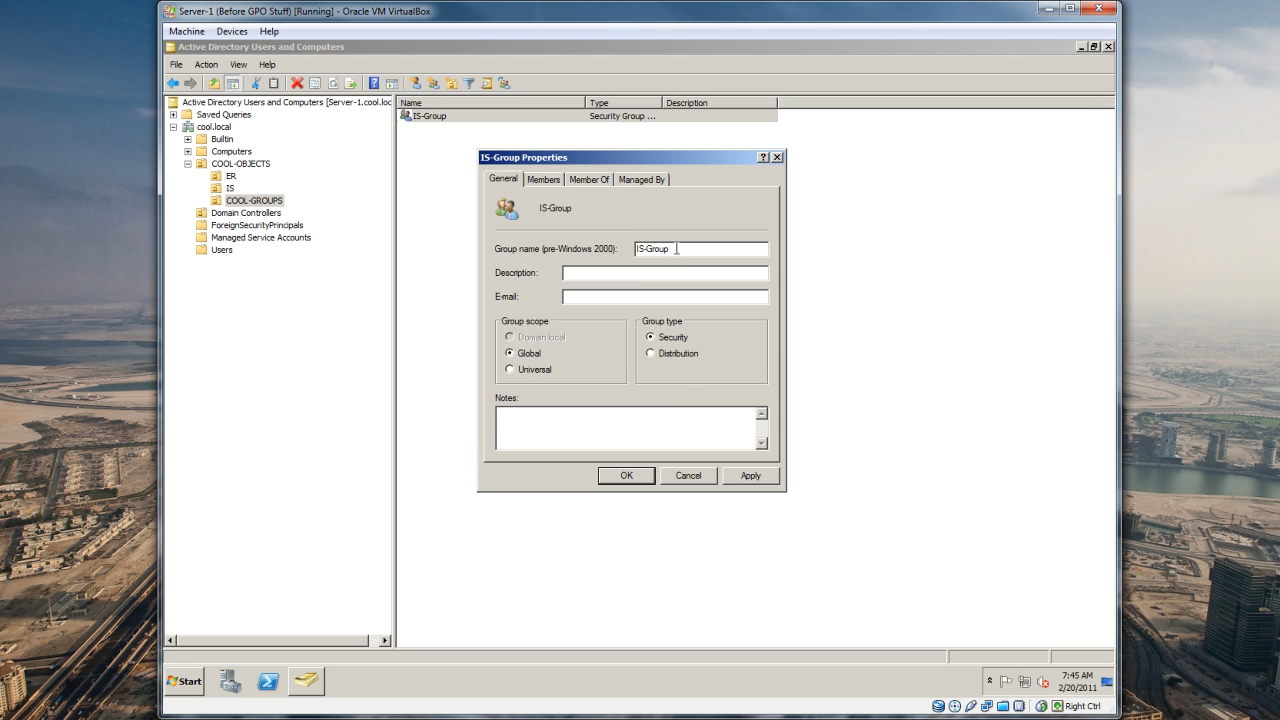 Server-1 (Before GPO Stuff) [Running] - Oracle VM VirtualBox
Machine Devices Help
Active Directory Users and Computers
File Action View Help
Active Directory Users and Computers [Server-1.cool.loc
Saved Queries
cool.local
Builtin
Computers
COOL-OBJECTS
ER
IS
COOL-GROUPS
Domain Controllers
ForeignSecurityPrincipals
Managed Service Accounts
Users
Name Type Description
IS-Group Security Group ...
IS-Group Properties
General Members Member Of Managed By
IS-Group
Group name (pre-Windows 2000): IS-Group
Description:
E-mail:
Group scope
Domain local
Global
Universal
Group type
Security
Distribution
Notes:
OK Cancel Apply
Start
7:45 AM
2/20/2011
Right Ctrl